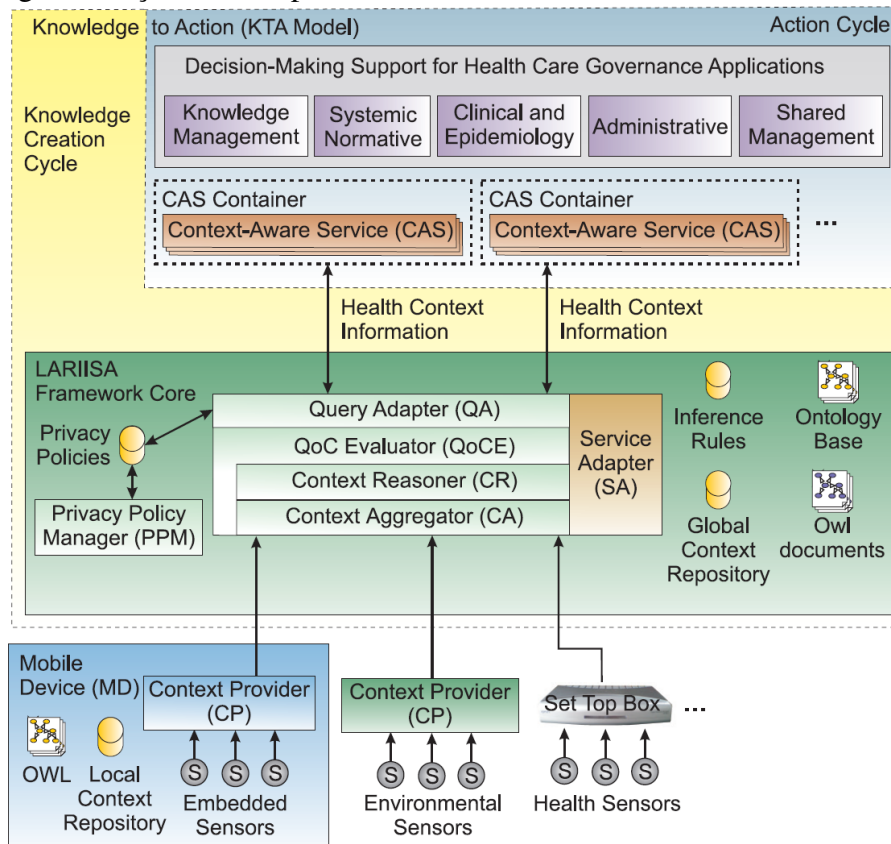 Knowledge to Action (KTA Model)
Action Cycle
Decision-Making Support for Health Care Governance Applications
Knowledge
Management
Systemic
Normative
Clinical and
Epidemiology
Administrative
Shared
Management
Knowledge
Creation
Cycle
CAS Container
Context-Aware Service (CAS)
CAS Container
Context-Aware Service (CAS)
...
Health Context
Information
Health Context
Information
LARIISA
Framework Core
Privacy
Policies
Privacy Policy
Manager (PPM)
Query Adapter (QA)
QoC Evaluator (QoCE)
Context Reasoner (CR)
Context Aggregator (CA)
Service
Adapter
(SA)
Inference
Rules
Ontology
Base
Global
Context
Repository
Owl
documents
Mobile
Device (MD)
Context Provider
(CP)
OWL
Local
Context
Repository
S S S
Embedded
Sensors
Context Provider
(CP)
S S S
Environmental
Sensors
Set Top Box
...
S S S
Health Sensors